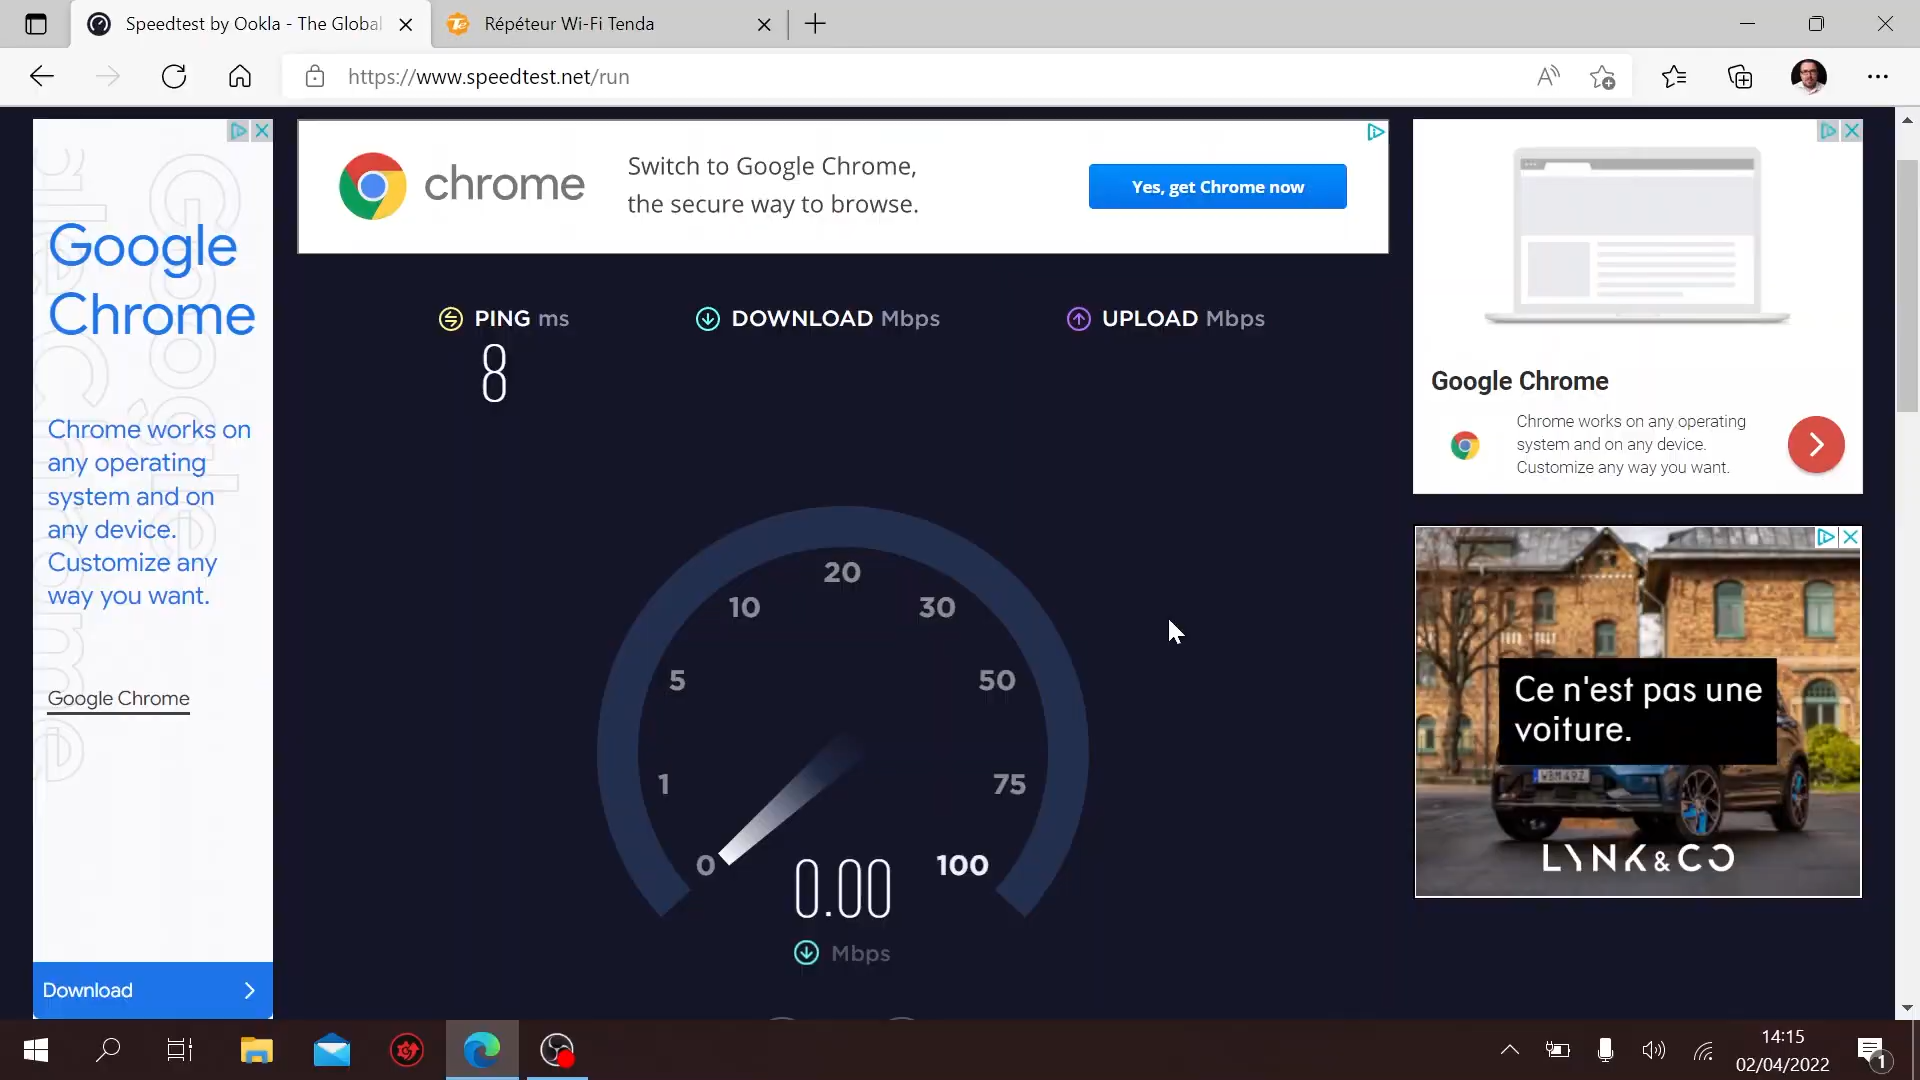 Speedtest by Ookla - The Global
Répéteur Wi-Fi Tenda
https://www.speedtest.net/run
Google
Chrome
Chrome works on
any operating
system and on
any device.
Customize any
way you want.
Google Chrome
Download
chrome
Switch to Google Chrome,
the secure way to browse.
Yes, get Chrome now
PING ms
8
DOWNLOAD Mbps
UPLOAD Mbps
0
1
5
10
20
30
50
75
100
0.00
Mbps
Google Chrome
Chrome works on any operating
system and on any device.
Customize any way you want.
Ce n'est pas une
voiture.
LYNK&CO
14:15
02/04/2022
1